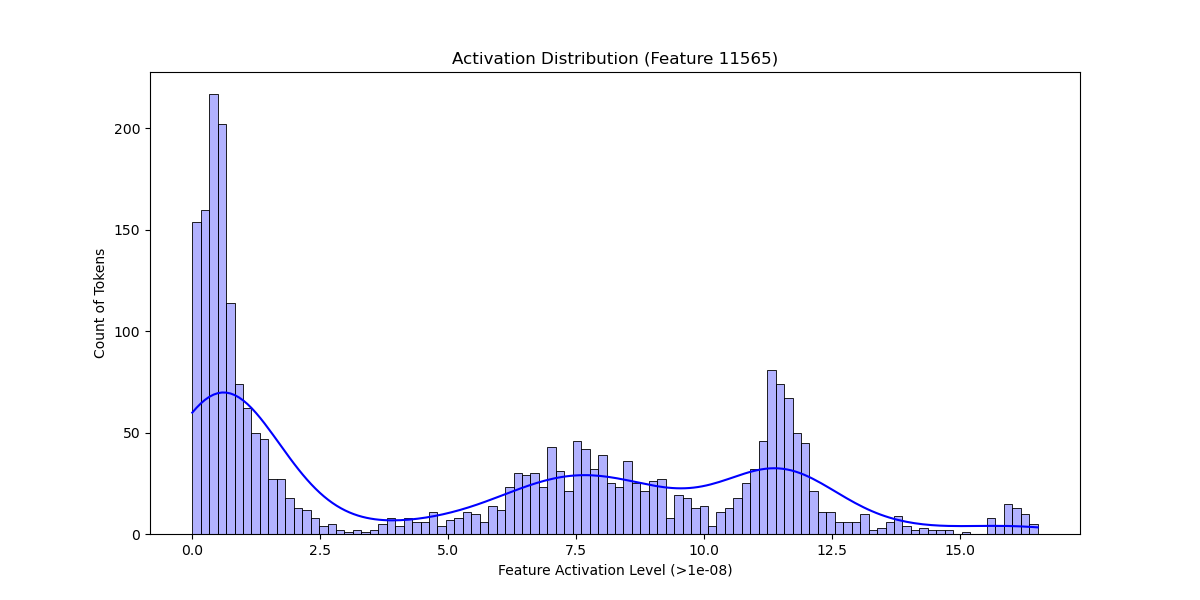 Activation Distribution (Feature 11565)
200
150
100
50
0
Count of Tokens
0.0 2.5 5.0 7.5 10.0 12.5 15.0
Feature Activation Level (>1e-08)